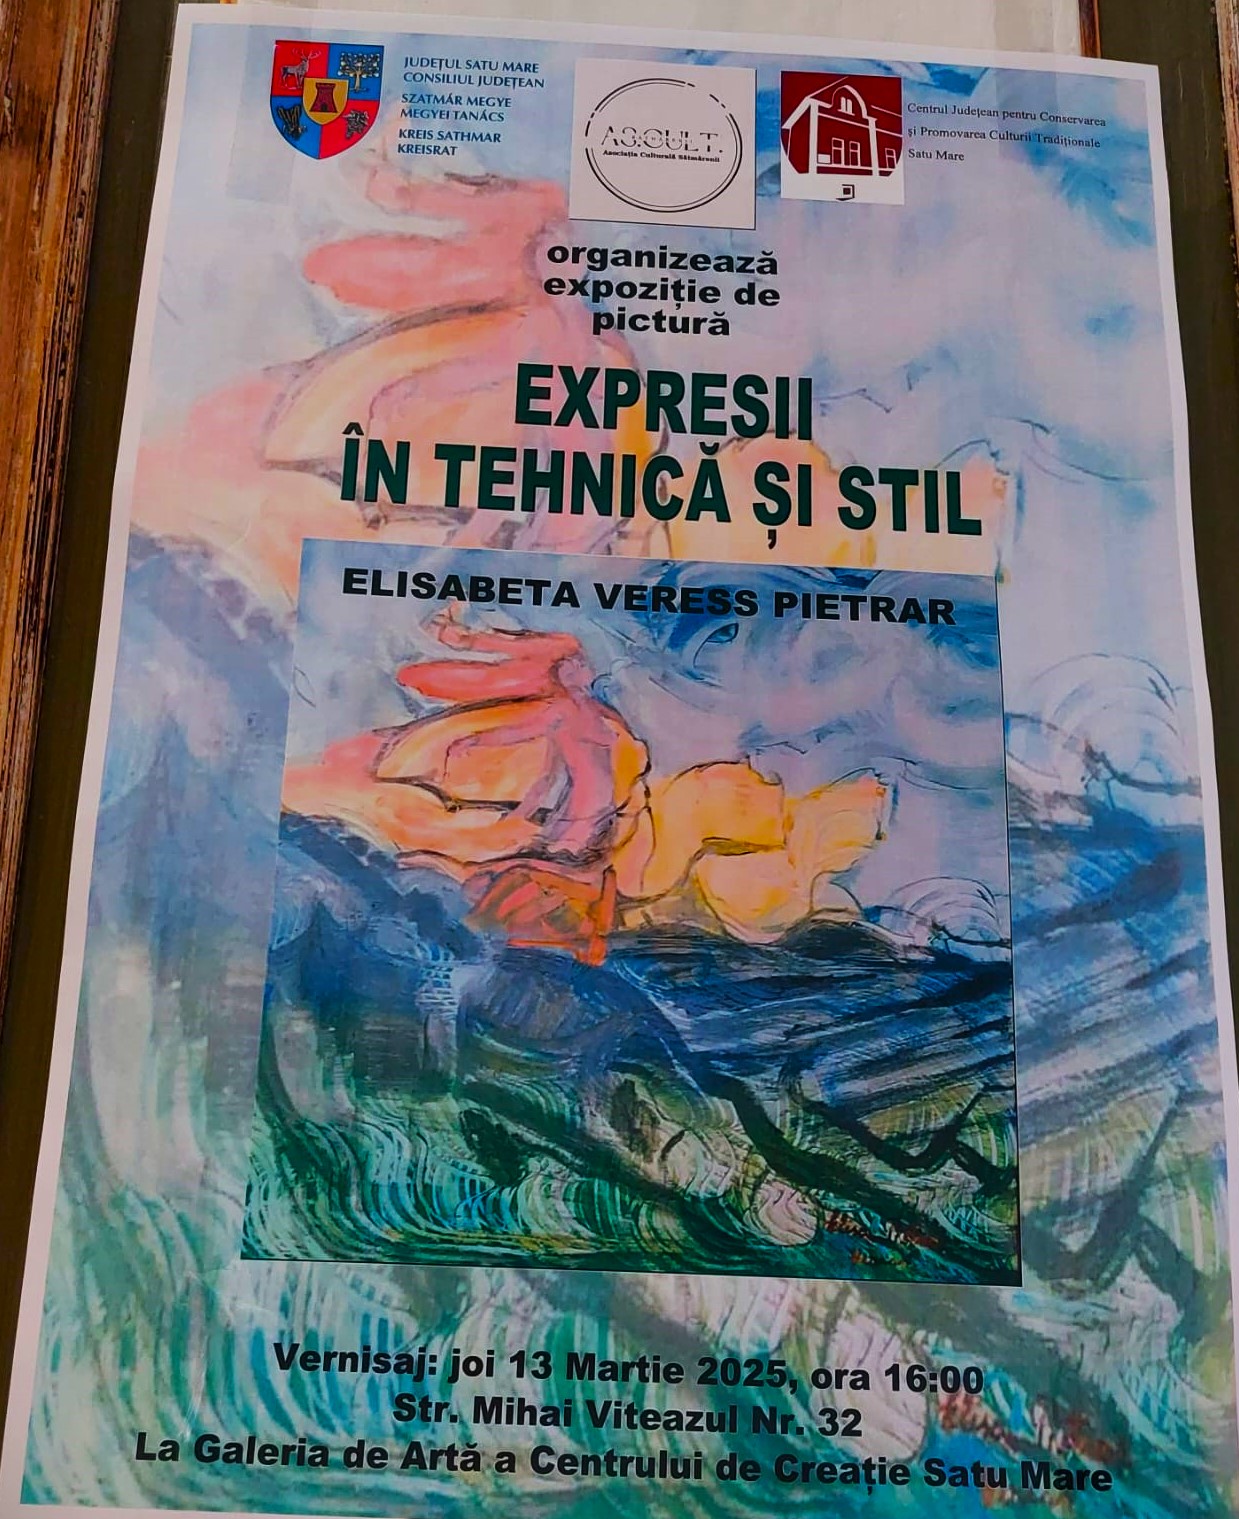 JUDEȚUL SATU MARE
CONSILIUL JUDEȚEAN
SZATMÁR MEGYE
MEGYEI TANÁCS
KREIS SATHMAR
KREISRAT
AS.CULT.
Asociația Culturală Sătmărenii
Centrul Județean pentru Conservarea
și Promovarea Culturii Tradiționale
Satu Mare
organizează
expoziție de
pictură
EXPRESII
ÎN TEHNICĂ ȘI STIL
ELISABETA VERESS PIETRAR
Vernisaj: joi 13 Martie 2025, ora 16:00
Str. Mihai Viteazul Nr. 32
La Galeria de Artă a Centrului de Creație Satu Mare